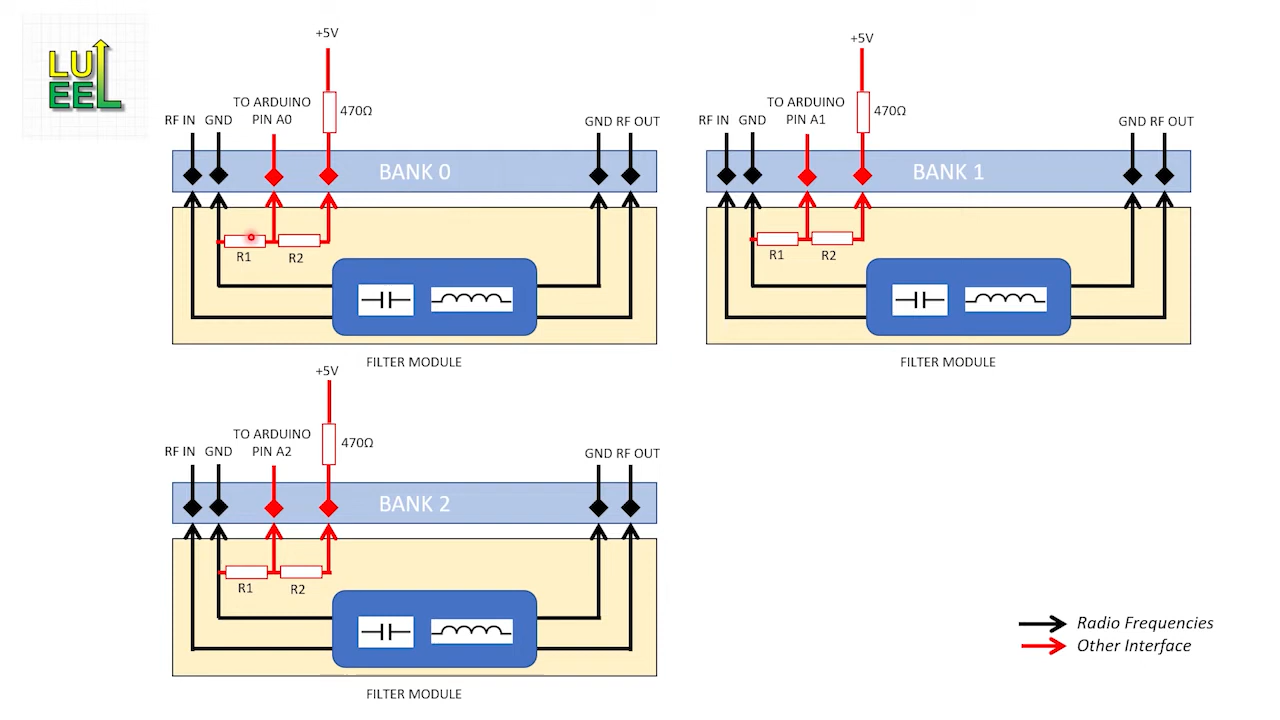 LU
EEL
+5V
TO ARDUINO
PIN A0
470Ω
RF IN GND
GND RF OUT
BANK 0
R1 R2
FILTER MODULE
+5V
TO ARDUINO
PIN A1
470Ω
RF IN GND
GND RF OUT
BANK 1
R1 R2
FILTER MODULE
+5V
TO ARDUINO
PIN A2
470Ω
RF IN GND
GND RF OUT
BANK 2
R1 R2
FILTER MODULE
Radio Frequencies
Other Interface